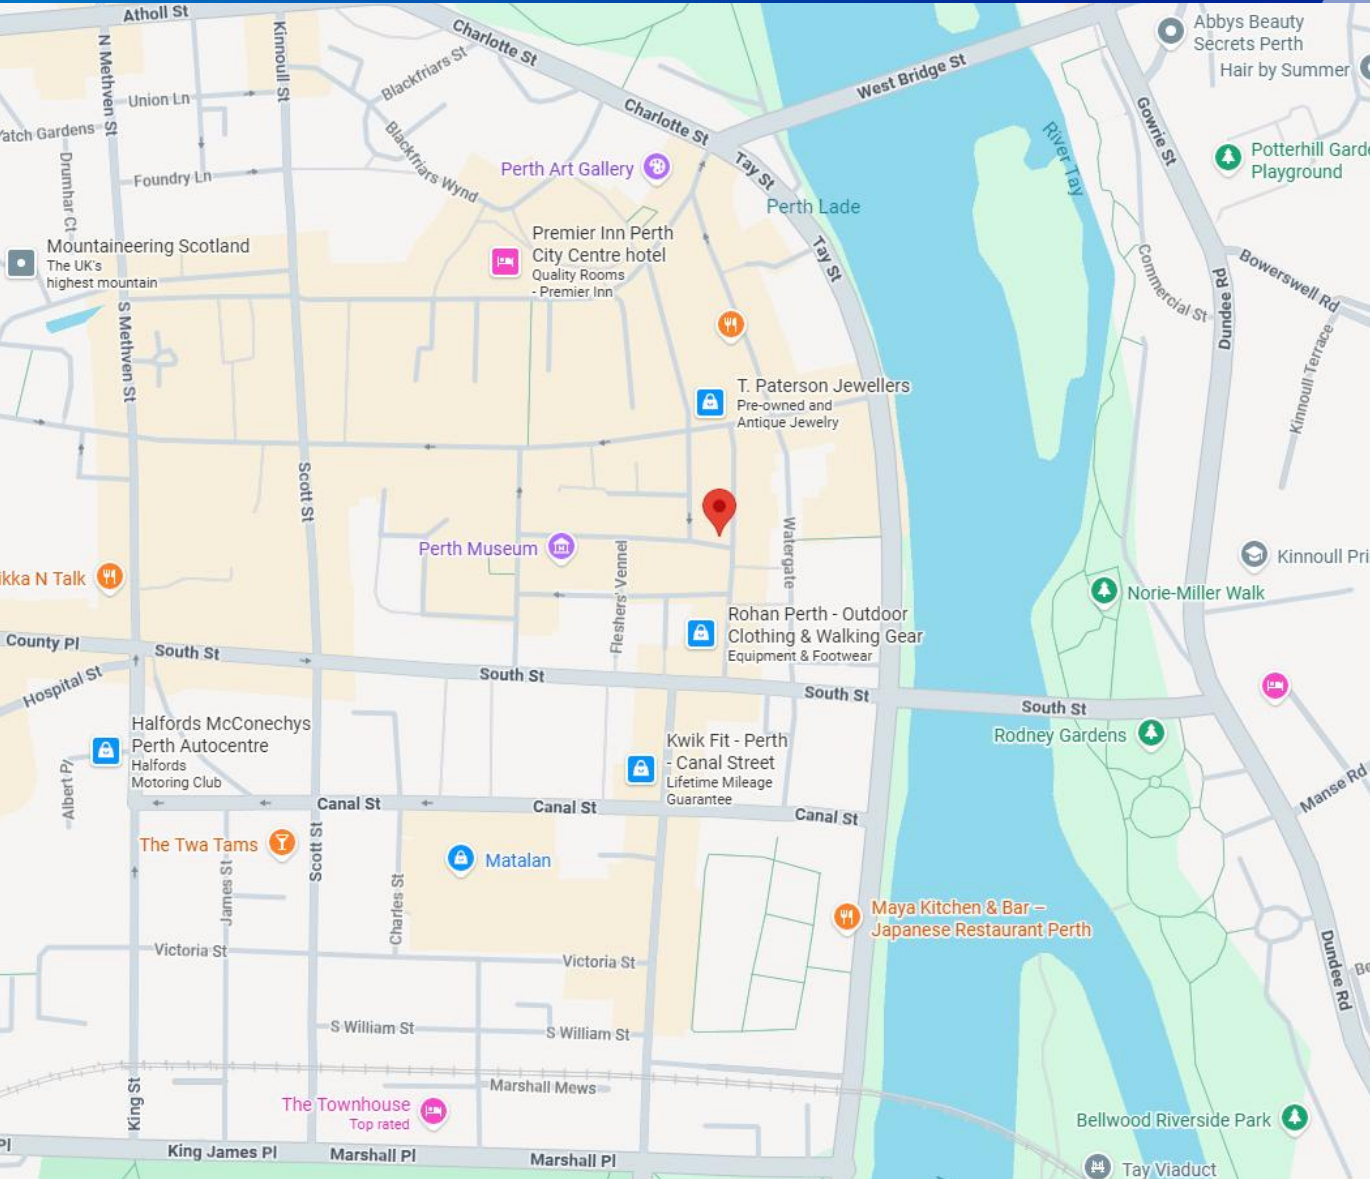 Atholl St
Charlotte St
Abbys Beauty
Secrets Perth
Hair by Summer
N Methven St
Kinnoull St
Blackfriars St
West Bridge St
Union Ln
Charlotte St
Gowrie St
River Tay
Blackfriars Wynd
Drumhar Ct
Foundry Ln
Perth Art Gallery
Tay St
Perth Lade
Mountaineering Scotland
The UK's
highest mountain
Premier Inn Perth
City Centre hotel
Quality Rooms
- Premier Inn
Tay St
Commercial St
Bowerswell Rd
Dundee Rd
S Methven St
Kinnoull Terrace
T. Paterson Jewellers
Pre-owned and
Antique Jewelry
Scott St
Perth Museum
Watergate
Fleshers' Vennel
N Talk
Kinnoull
Norie-Miller Walk
Rohan Perth - Outdoor
Clothing & Walking Gear
Equipment & Footwear
County Pl
South St
South St
South St
South St
Hospital St
Halfords McConechys
Perth Autocentre
Halfords
Motoring Club
Kwik Fit - Perth
- Canal Street
Lifetime Mileage
Guarantee
Rodney Gardens
Albert Pl
Canal St
Canal St
Canal St
Manse Rd
The Twa Tams
Scott St
Matalan
James St
Charles St
Maya Kitchen & Bar –
Japanese Restaurant Perth
Victoria St
Victoria St
Dundee Rd
S William St
S William St
King St
Marshall Mews
The Townhouse
Top rated
Bellwood Riverside Park
Pl
King James Pl
Marshall Pl
Marshall Pl
Tay Viaduct
Gardens
Potterhill
Playground